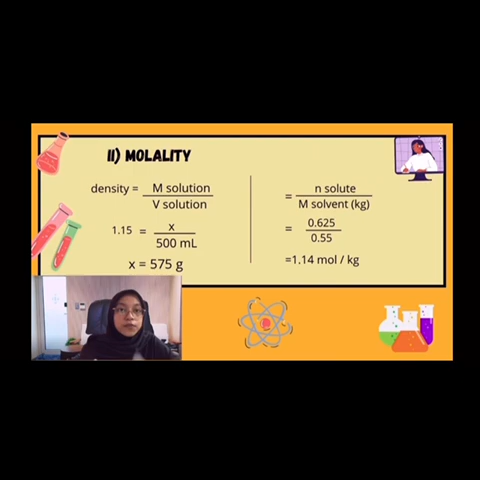 II) MOLALITY
density = M solution
V solution
1.15 = x
500 mL
x = 575 g
= n solute
M solvent (kg)
= 0.625
0.55
=1.14 mol / kg